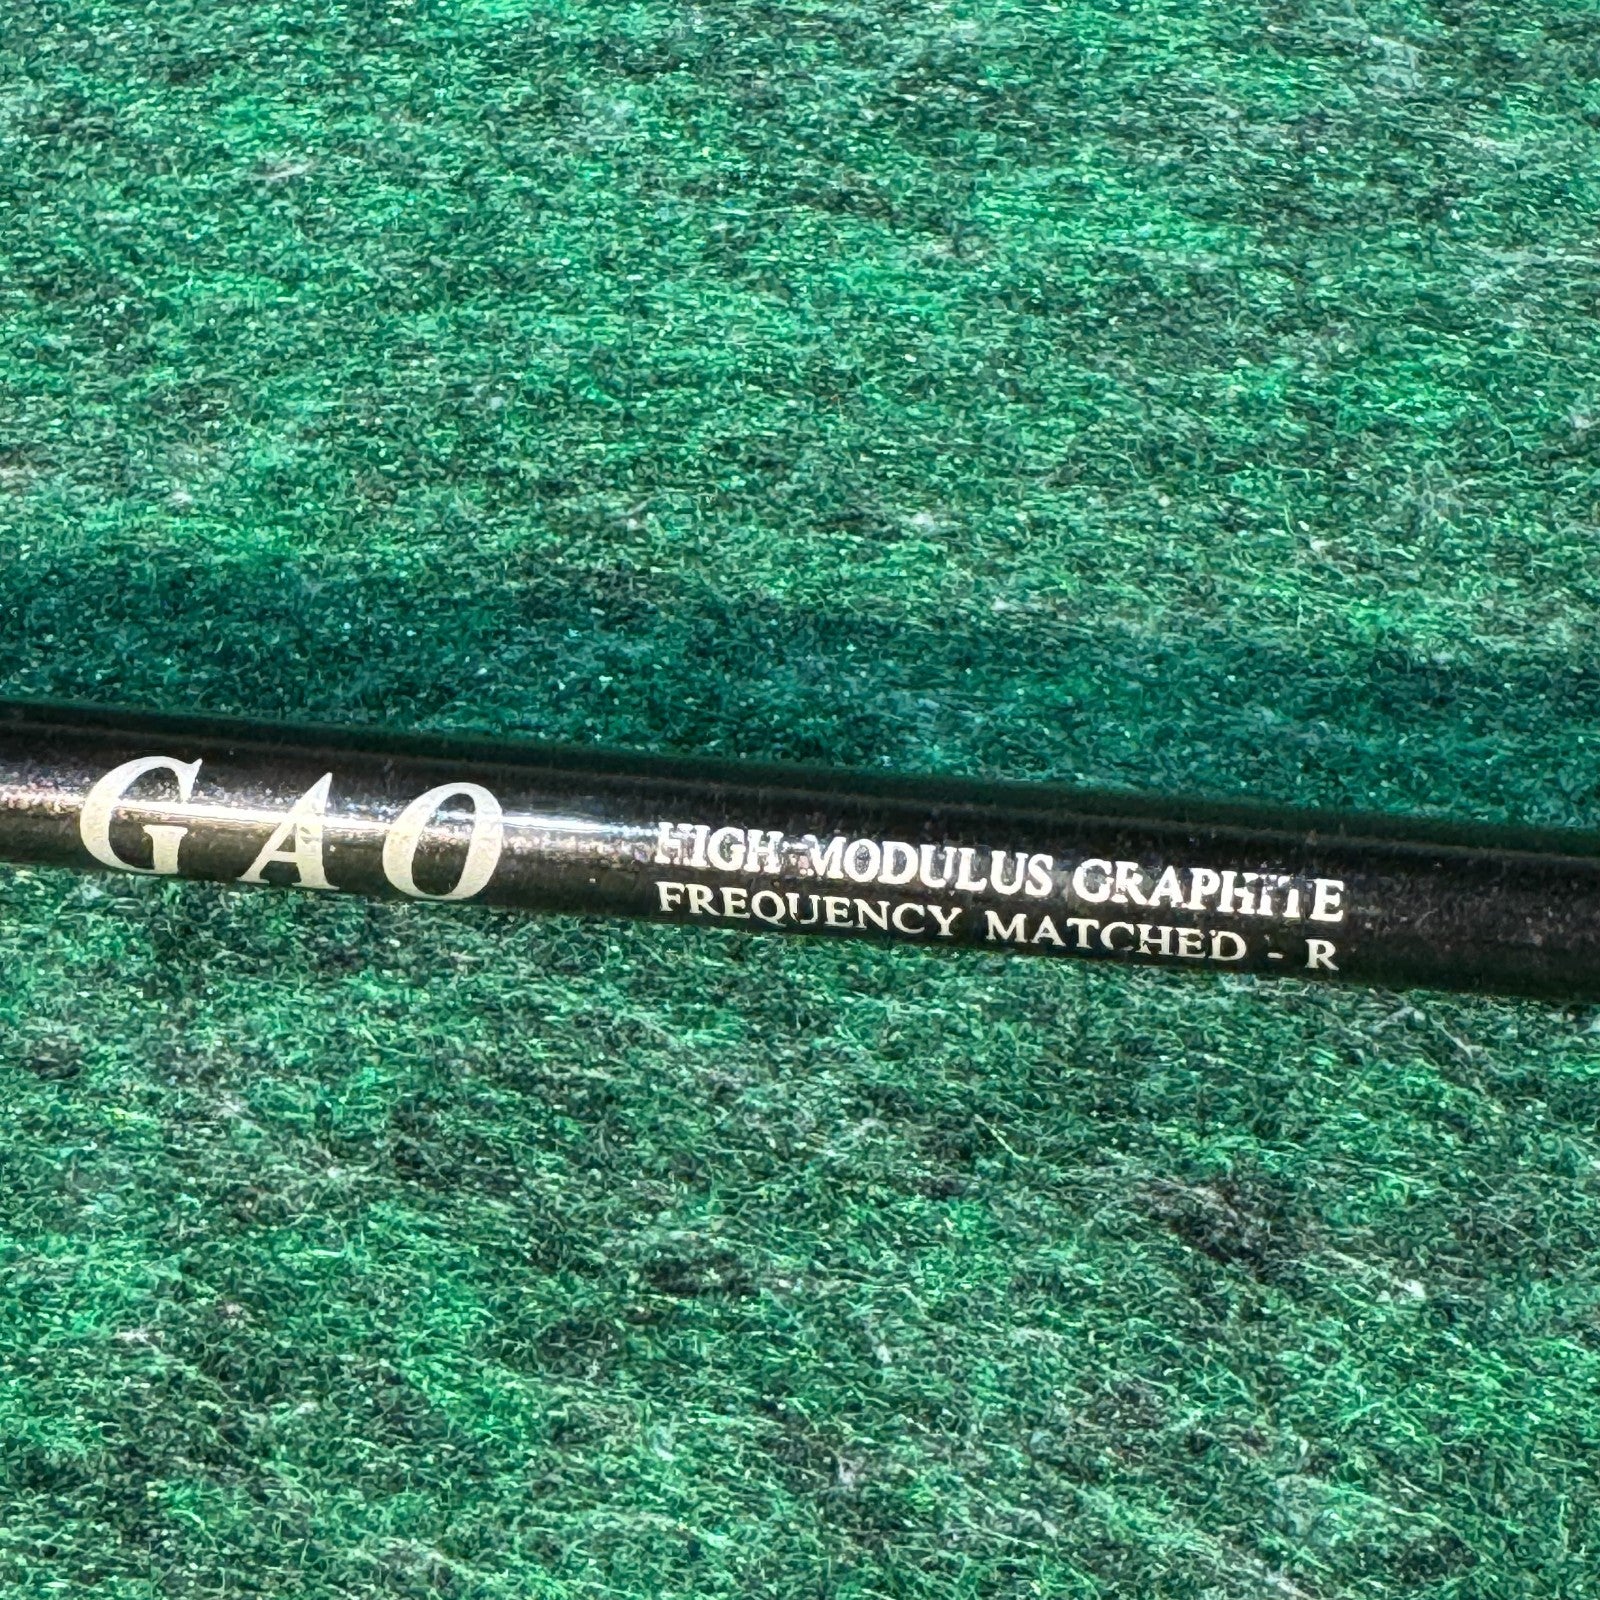 GAO
HIGH MODULUS GRAPHITE
FREQUENCY MATCHED - R